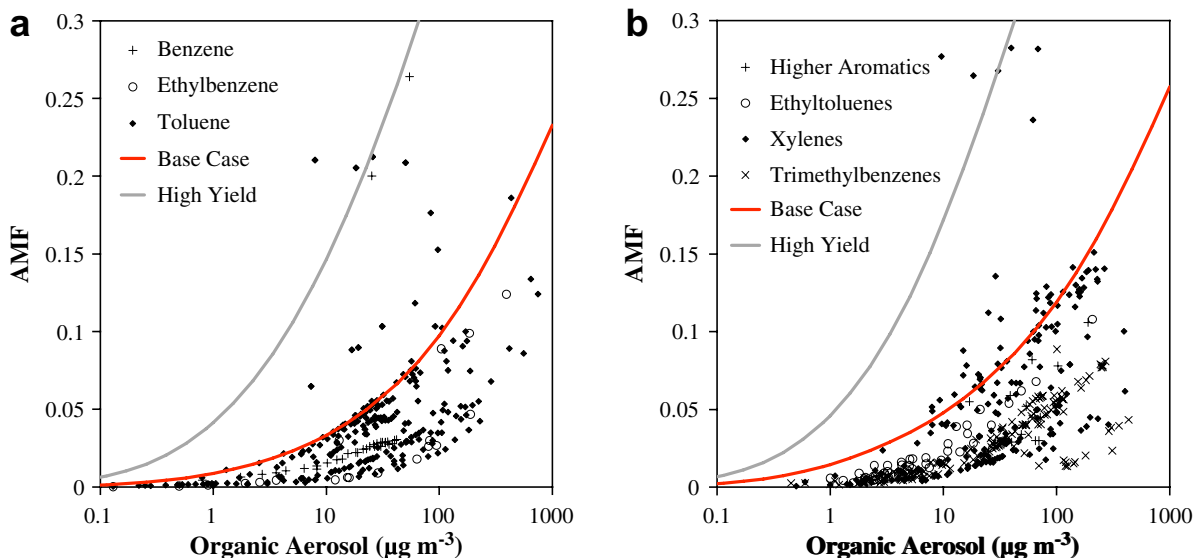 a
0.3
0.25
0.2
0.15
0.1
0.05
0
AMF
Benzene
Ethylbenzene
Toluene
Base Case
High Yield
0.1 1 10 100 1000
Organic Aerosol (µg m-3)
b
0.3
0.25
0.2
0.15
0.1
0.05
0
AMF
Higher Aromatics
Ethyltoluenes
Xylenes
Trimethylbenzenes
Base Case
High Yield
0.1 1 10 100 1000
Organic Aerosol (µg m-3)